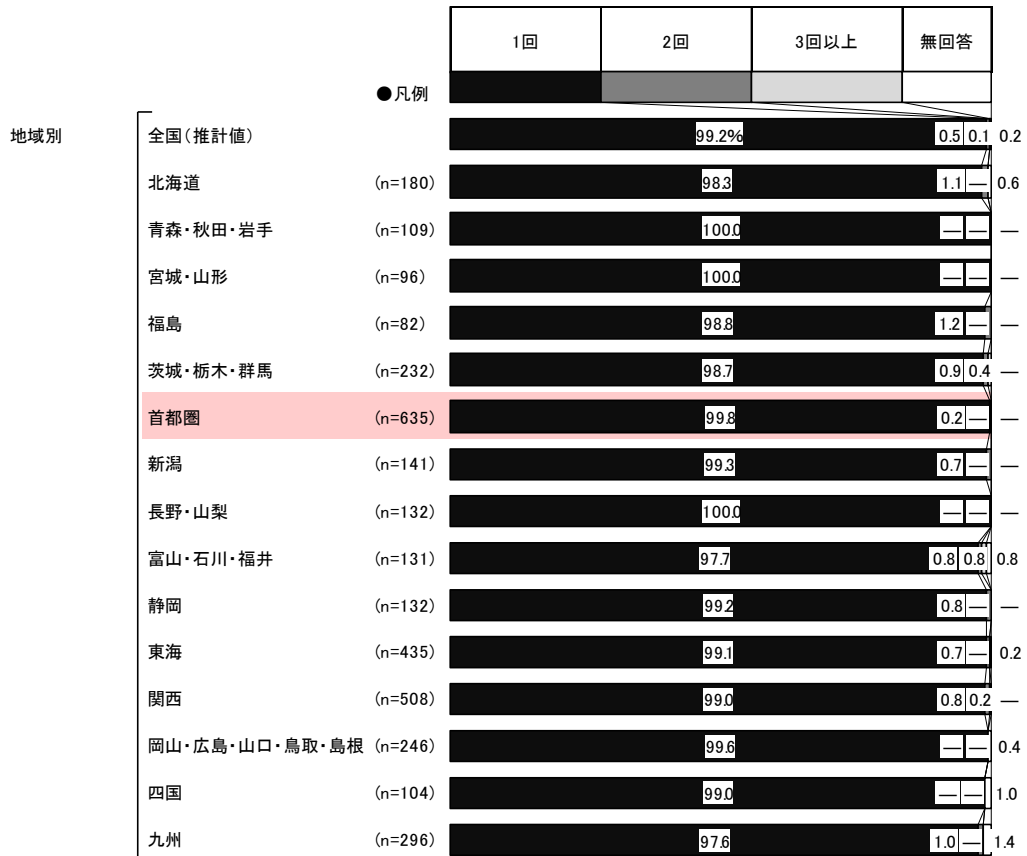 1回 2回 3回以上 無回答
●凡例
地域別 全国(推計値) 99.2% 0.5 0.1 0.2
北海道 (n=180) 98.3 1.1 — 0.6
青森・秋田・岩手 (n=109) 100.0 — — —
宮城・山形 (n=96) 100.0 — — —
福島 (n=82) 98.8 1.2 — —
茨城・栃木・群馬 (n=232) 98.7 0.9 0.4 —
首都圏 (n=635) 99.8 0.2 — —
新潟 (n=141) 99.3 0.7 — —
長野・山梨 (n=132) 100.0 — — —
富山・石川・福井 (n=131) 97.7 0.8 0.8 0.8
静岡 (n=132) 99.2 0.8 — —
東海 (n=435) 99.1 0.7 — 0.2
関西 (n=508) 99.0 0.8 0.2 —
岡山・広島・山口・鳥取・島根 (n=246) 99.6 — — 0.4
四国 (n=104) 99.0 — — 1.0
九州 (n=296) 97.6 1.0 — 1.4